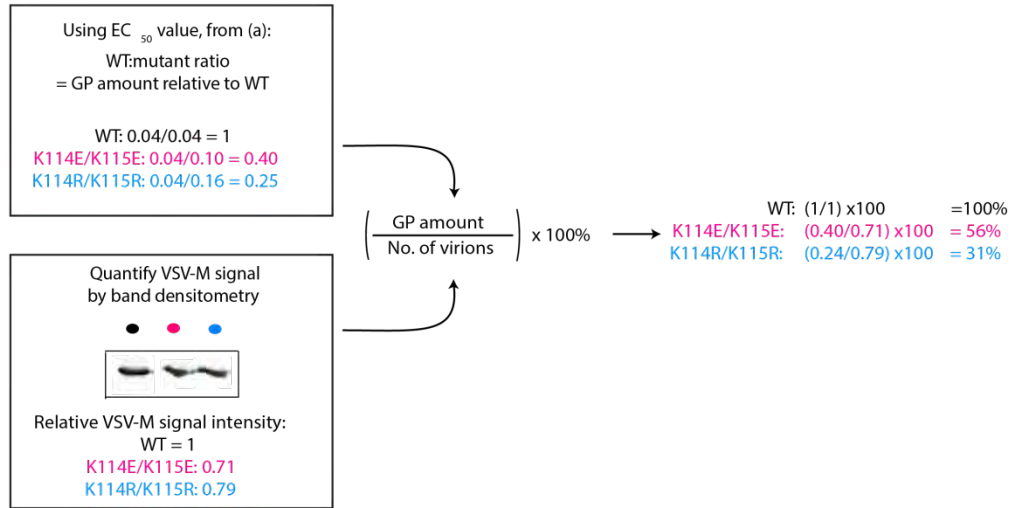 Using EC 50 value, from (a):
WT:mutant ratio
= GP amount relative to WT
WT: 0.04/0.04 = 1
K114E/K115E: 0.04/0.10 = 0.40
K114R/K115R: 0.04/0.16 = 0.25
Quantify VSV-M signal
by band densitometry
Relative VSV-M signal intensity:
WT = 1
K114E/K115E: 0.71
K114R/K115R: 0.79
GP amount
No. of virions
x 100%
WT: (1/1) x100 =100%
K114E/K115E: (0.40/0.71) x100 = 56%
K114R/K115R: (0.24/0.79) x100 = 31%